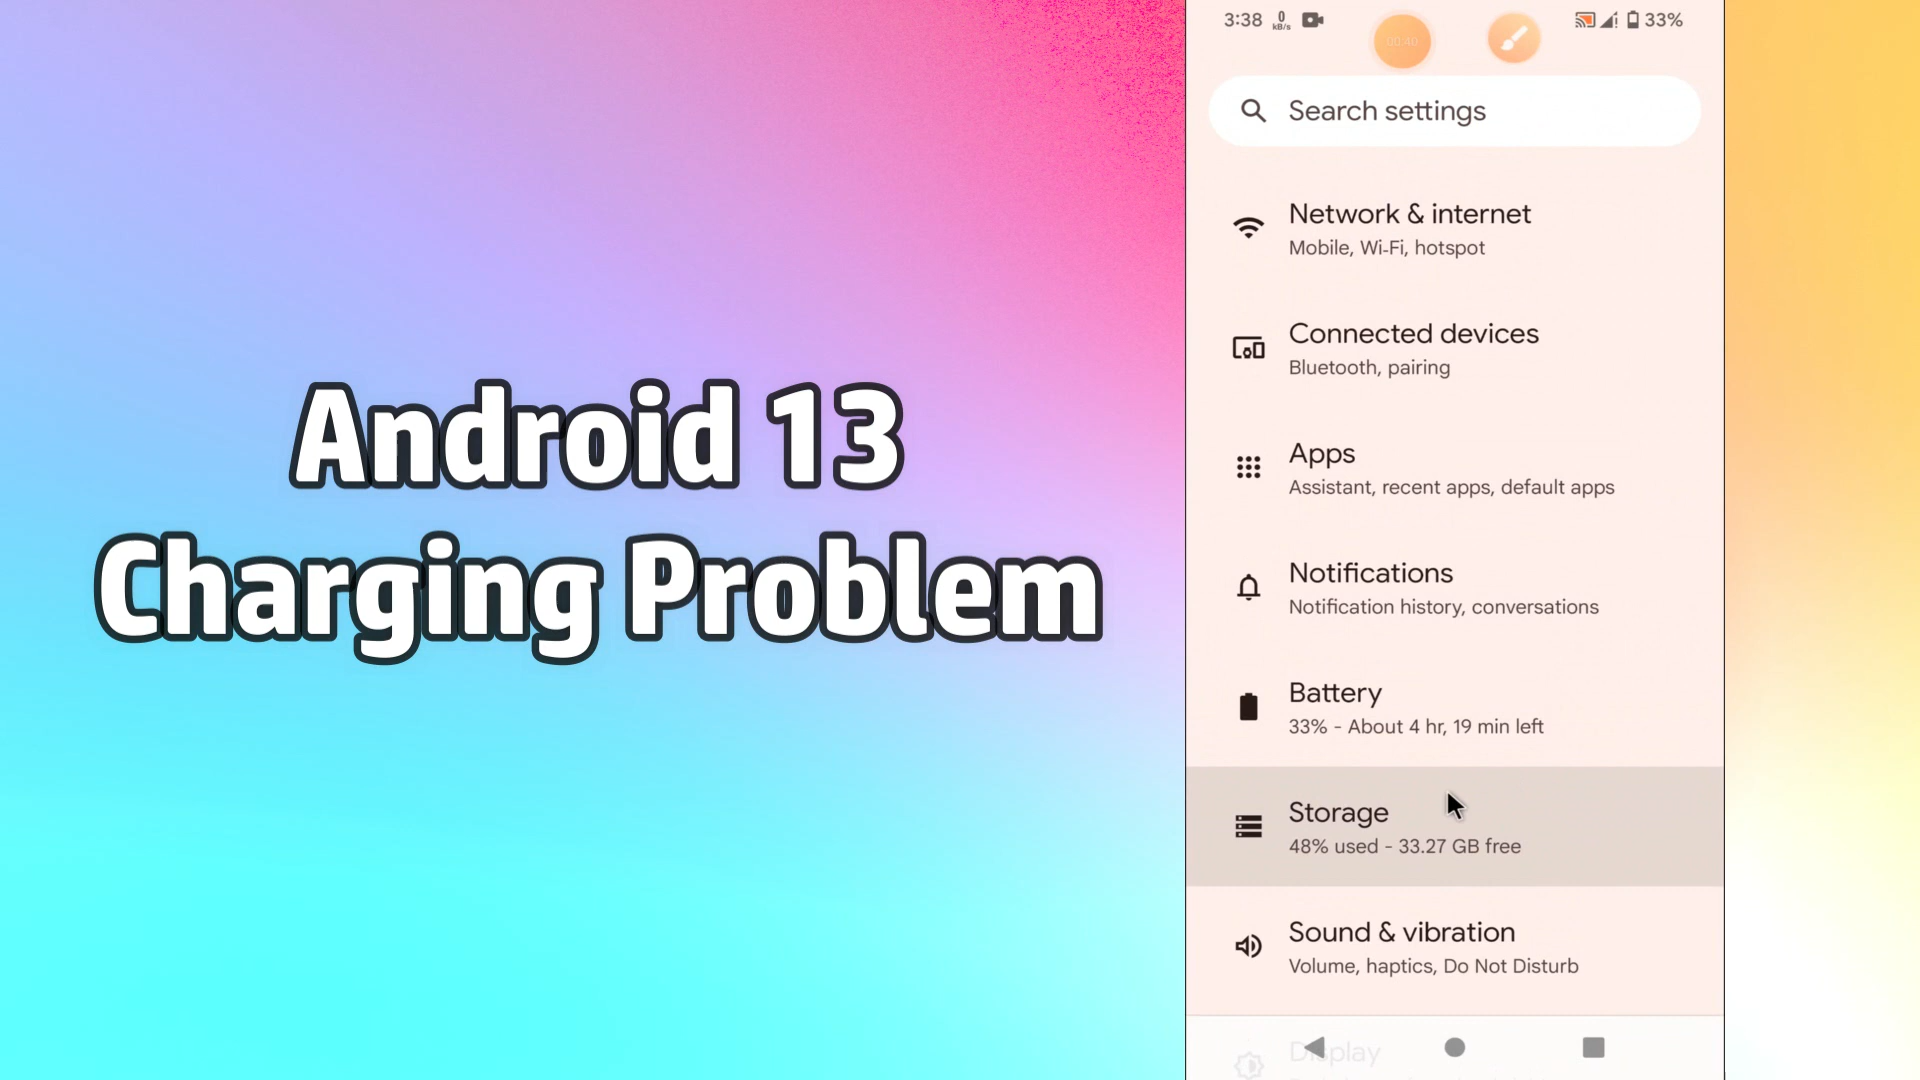 Android 13
Charging Problem
3:38 0 kB/s 33%
00:40
Search settings
Network & internet
Mobile, Wi-Fi, hotspot
Connected devices
Bluetooth, pairing
Apps
Assistant, recent apps, default apps
Notifications
Notification history, conversations
Battery
33% - About 4 hr, 19 min left
Storage
48% used - 33.27 GB free
Sound & vibration
Volume, haptics, Do Not Disturb
Display